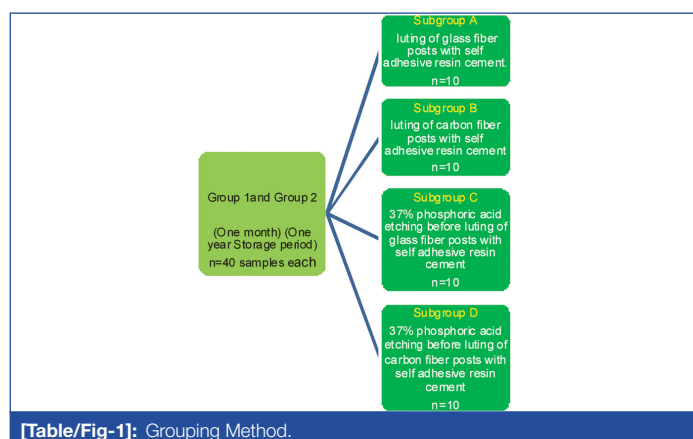 Group 1and Group 2
(One month) (One
year Storage period)
n=40 samples each
Subgroup A
luting of glass fiber
posts with self
adhesive resin cement.
n=10
Subgroup B
luting of carbon fiber
posts with self
adhesive resin cement
n=10
Subgroup C
37% phosphoric acid
etching before luting of
glass fiber posts with
self adhesive resin
cement
n=10
Subgroup D
37% phosphoric acid
etching before luting of
carbon fiber posts with
self adhesive resin
cement
n=10
[Table/Fig-1]: Grouping Method.